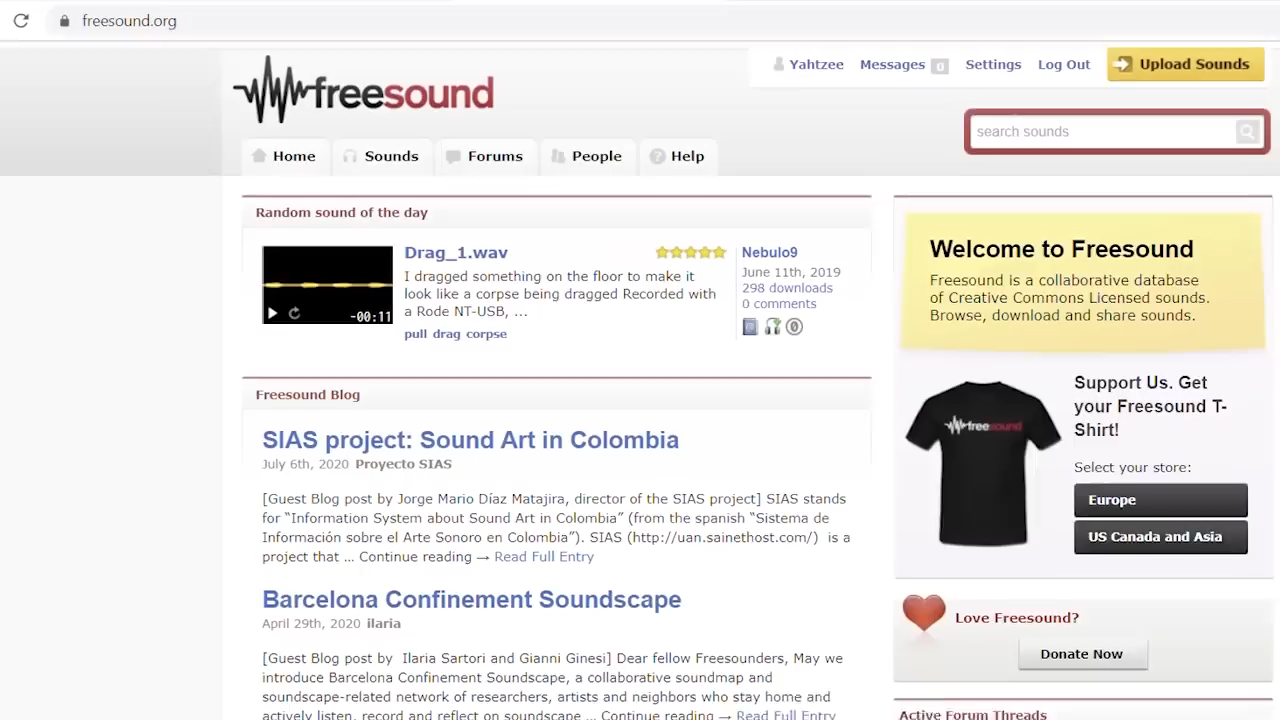 freesound.org
Yahtzee Messages 0 Settings Log Out Upload Sounds
freesound
search sounds
Home Sounds Forums People Help
Random sound of the day
Drag_1.wav
I dragged something on the floor to make it
look like a corpse being dragged Recorded with
a Rode NT-USB, ...
pull drag corpse
-00:11
Nebulo9
June 11th, 2019
298 downloads
0 comments
0
Freesound Blog
SIAS project: Sound Art in Colombia
July 6th, 2020 Proyecto SIAS
[Guest Blog post by Jorge Mario Díaz Matajira, director of the SIAS project] SIAS stands
for “Information System about Sound Art in Colombia” (from the spanish “Sistema de
Información sobre el Arte Sonoro en Colombia”). SIAS (http://uan.sainethost.com/) is a
project that ... Continue reading → Read Full Entry
Barcelona Confinement Soundscape
April 29th, 2020 ilaria
[Guest Blog post by Ilaria Sartori and Gianni Ginesi] Dear fellow Freesounders, May we
introduce Barcelona Confinement Soundscape, a collaborative soundmap and
soundscape-related network of researchers, artists and neighbors who stay home and
actively listen, record and reflect on soundscape ... Continue reading → Read Full Entry
Welcome to Freesound
Freesound is a collaborative database
of Creative Commons Licensed sounds.
Browse, download and share sounds.
freesound
Support Us. Get
your Freesound T-
Shirt!
Select your store:
Europe
US Canada and Asia
Love Freesound?
Donate Now
Active Forum Threads